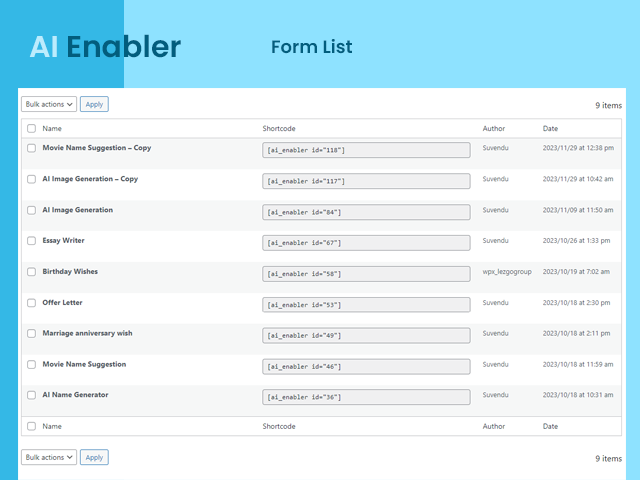 AI Enabler
Form List
Bulk actions Apply 9 items
Name Shortcode Author Date
Movie Name Suggestion – Copy [ai_enabler id="118"] Suvendu 2023/11/29 at 12:38 pm
AI Image Generation – Copy [ai_enabler id="117"] Suvendu 2023/11/29 at 10:42 am
AI Image Generation [ai_enabler id="84"] Suvendu 2023/11/09 at 11:50 am
Essay Writer [ai_enabler id="67"] Suvendu 2023/10/26 at 1:33 pm
Birthday Wishes [ai_enabler id="58"] wpx_lezgogroup 2023/10/19 at 7:02 am
Offer Letter [ai_enabler id="53"] Suvendu 2023/10/18 at 2:30 pm
Marriage anniversary wish [ai_enabler id="49"] Suvendu 2023/10/18 at 2:11 pm
Movie Name Suggestion [ai_enabler id="46"] Suvendu 2023/10/18 at 11:59 am
AI Name Generator [ai_enabler id="36"] Suvendu 2023/10/18 at 10:31 am
Name Shortcode Author Date
Bulk actions Apply 9 items